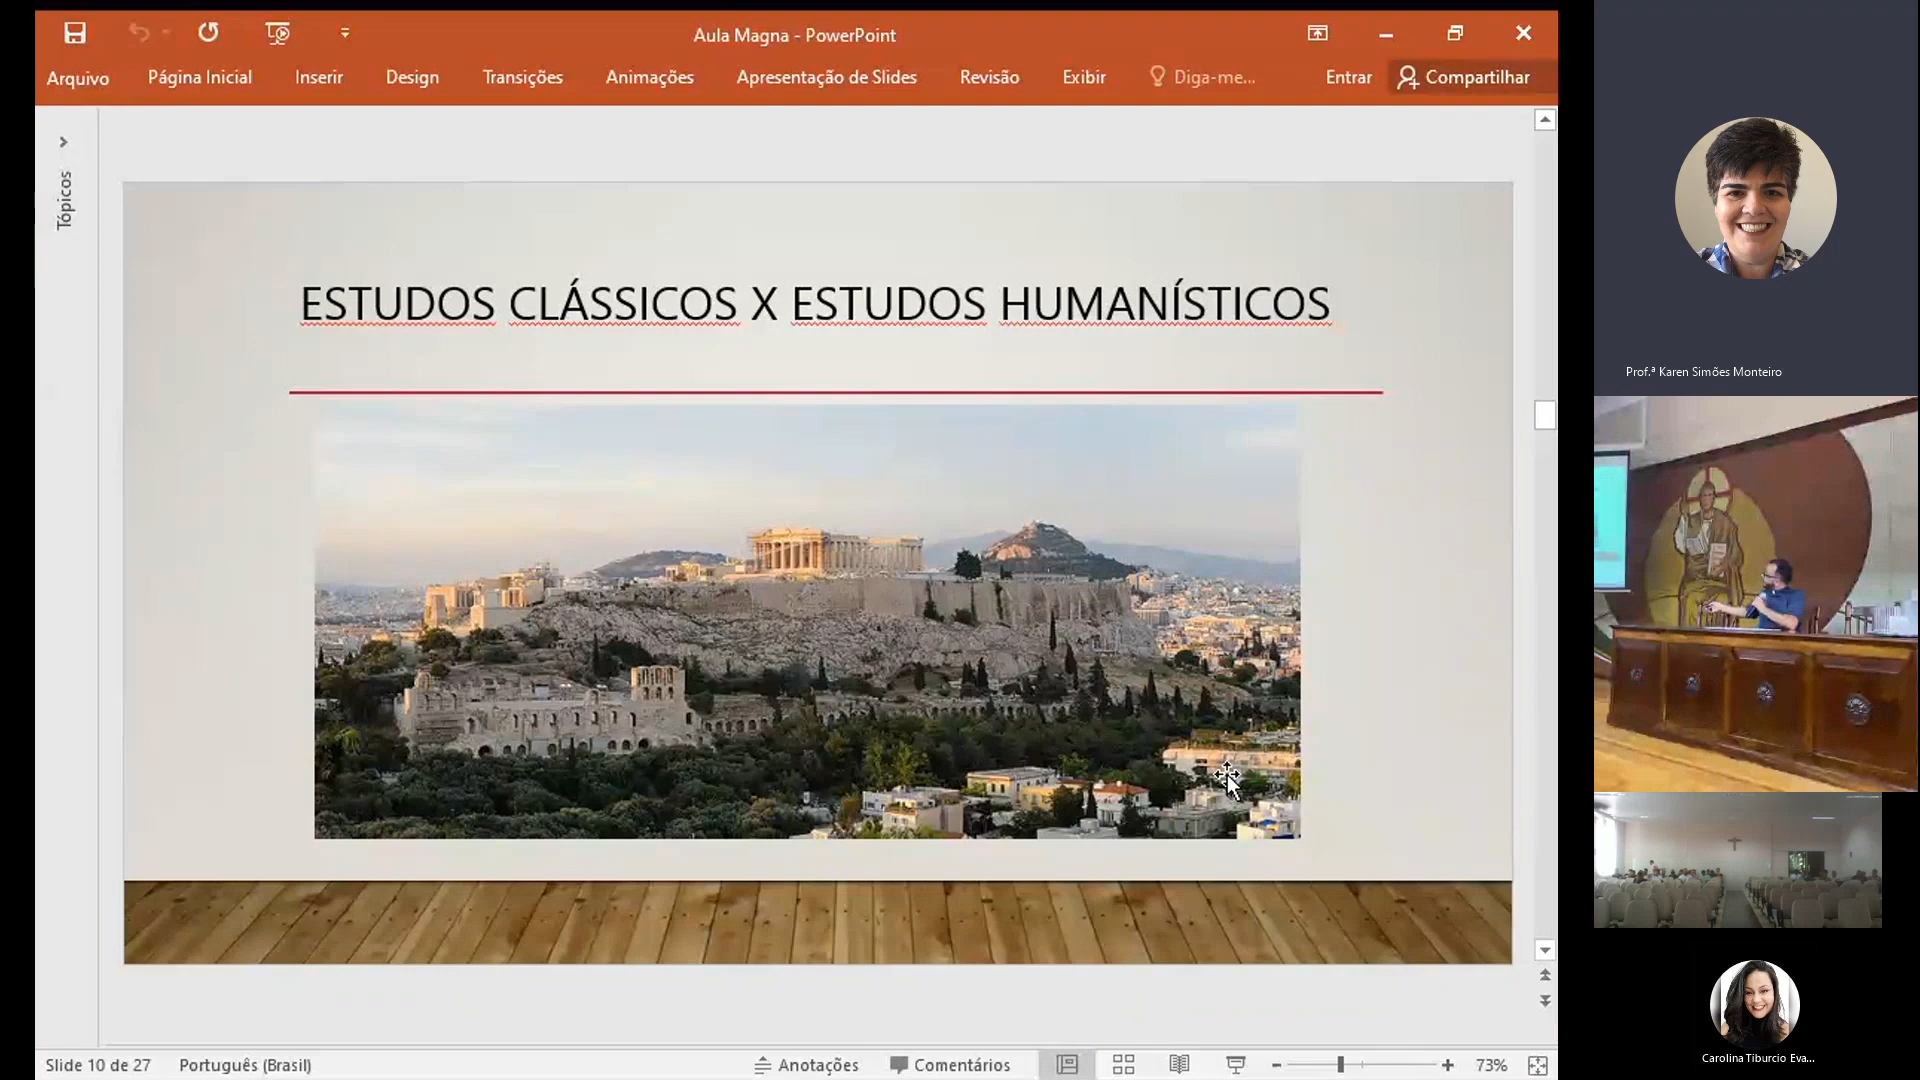 Aula Magna - PowerPoint
Arquivo Página Inicial Inserir Design Transições Animações Apresentação de Slides Revisão Exibir Diga-me... Entrar Compartilhar
Tópicos
ESTUDOS CLÁSSICOS X ESTUDOS HUMANÍSTICOS
Slide 10 de 27 Português (Brasil) Anotações Comentários 73%
Prof.ª Karen Simões Monteiro
Carolina Tiburcio Eva...